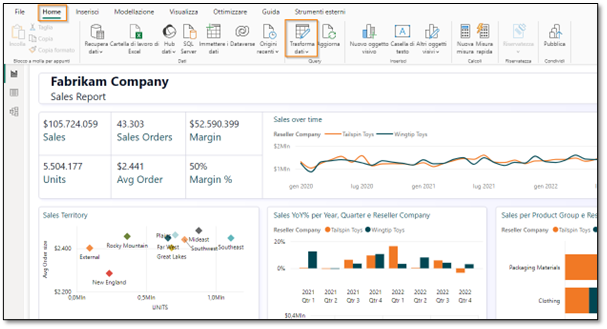 File Home Inserisci Modellazione Visualizza Ottimizzare Guida Strumenti esterni
Incolla Taglia Copia Copia formato
Recupera dati Cartella di lavoro di Excel Hub dati SQL Server Immettere dati Dataverse Origini recenti Trasforma dati Aggiorna Nuovo oggetto visivo Casella di testo Altri oggetti visivi Nuova misura Misura rapida Riservatezza Pubblica
Blocca e molla per appunti Dati Query Inserisci Calcoli Riservatezza Condividi
Fabrikam Company
Sales Report
$105.724.059 43.303 $52.590.399
Sales Sales Orders Margin
5.504.177 $2.441 50%
Units Avg Order Margin %
Sales over time
Reseller Company Tailspin Toys Wingtip Toys
$2Mln
$1Mln
gen 2020 lug 2020 gen 2021 lug 2021 gen 2022
Sales Territory
Avg Order size
$2.400
$2.200
External
Rocky Mountain
New England
Plains
Far West
Great Lakes
Mideast
Southwest
Southeast
0,0Mln 0,5Mln 1,0Mln
UNITS
Sales YoY% per Year, Quarter e Reseller Company
Reseller Company Tailspin Toys Wingtip Toys
20%
0%
2021 2021 2021 2021 2022 2022 2022 2022
Qtr 1 Qtr 2 Qtr 3 Qtr 4 Qtr 1 Qtr 2 Qtr 3 Qtr 4
$0,4Mln
Sales per Product Group e R
Reseller Company Tailspin
Packaging Materials
Clothing